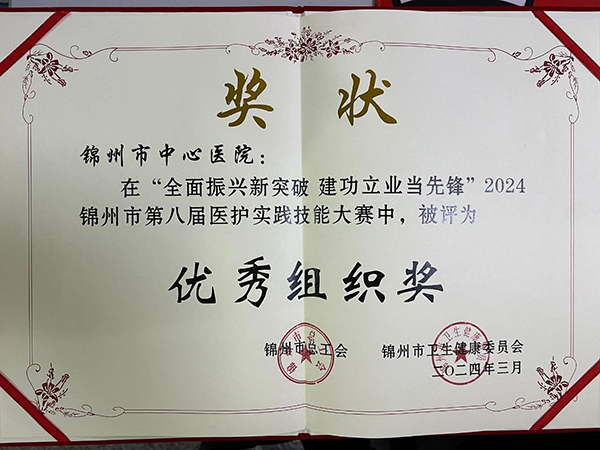 奖 状
锦州市中心医院：
在“全面振兴新突破 建功立业当先锋”2024
锦州市第八届医护实践技能大赛中，被评为
优秀组织奖
锦州市总工会 锦州市卫生健康委员会
二〇二四年三月